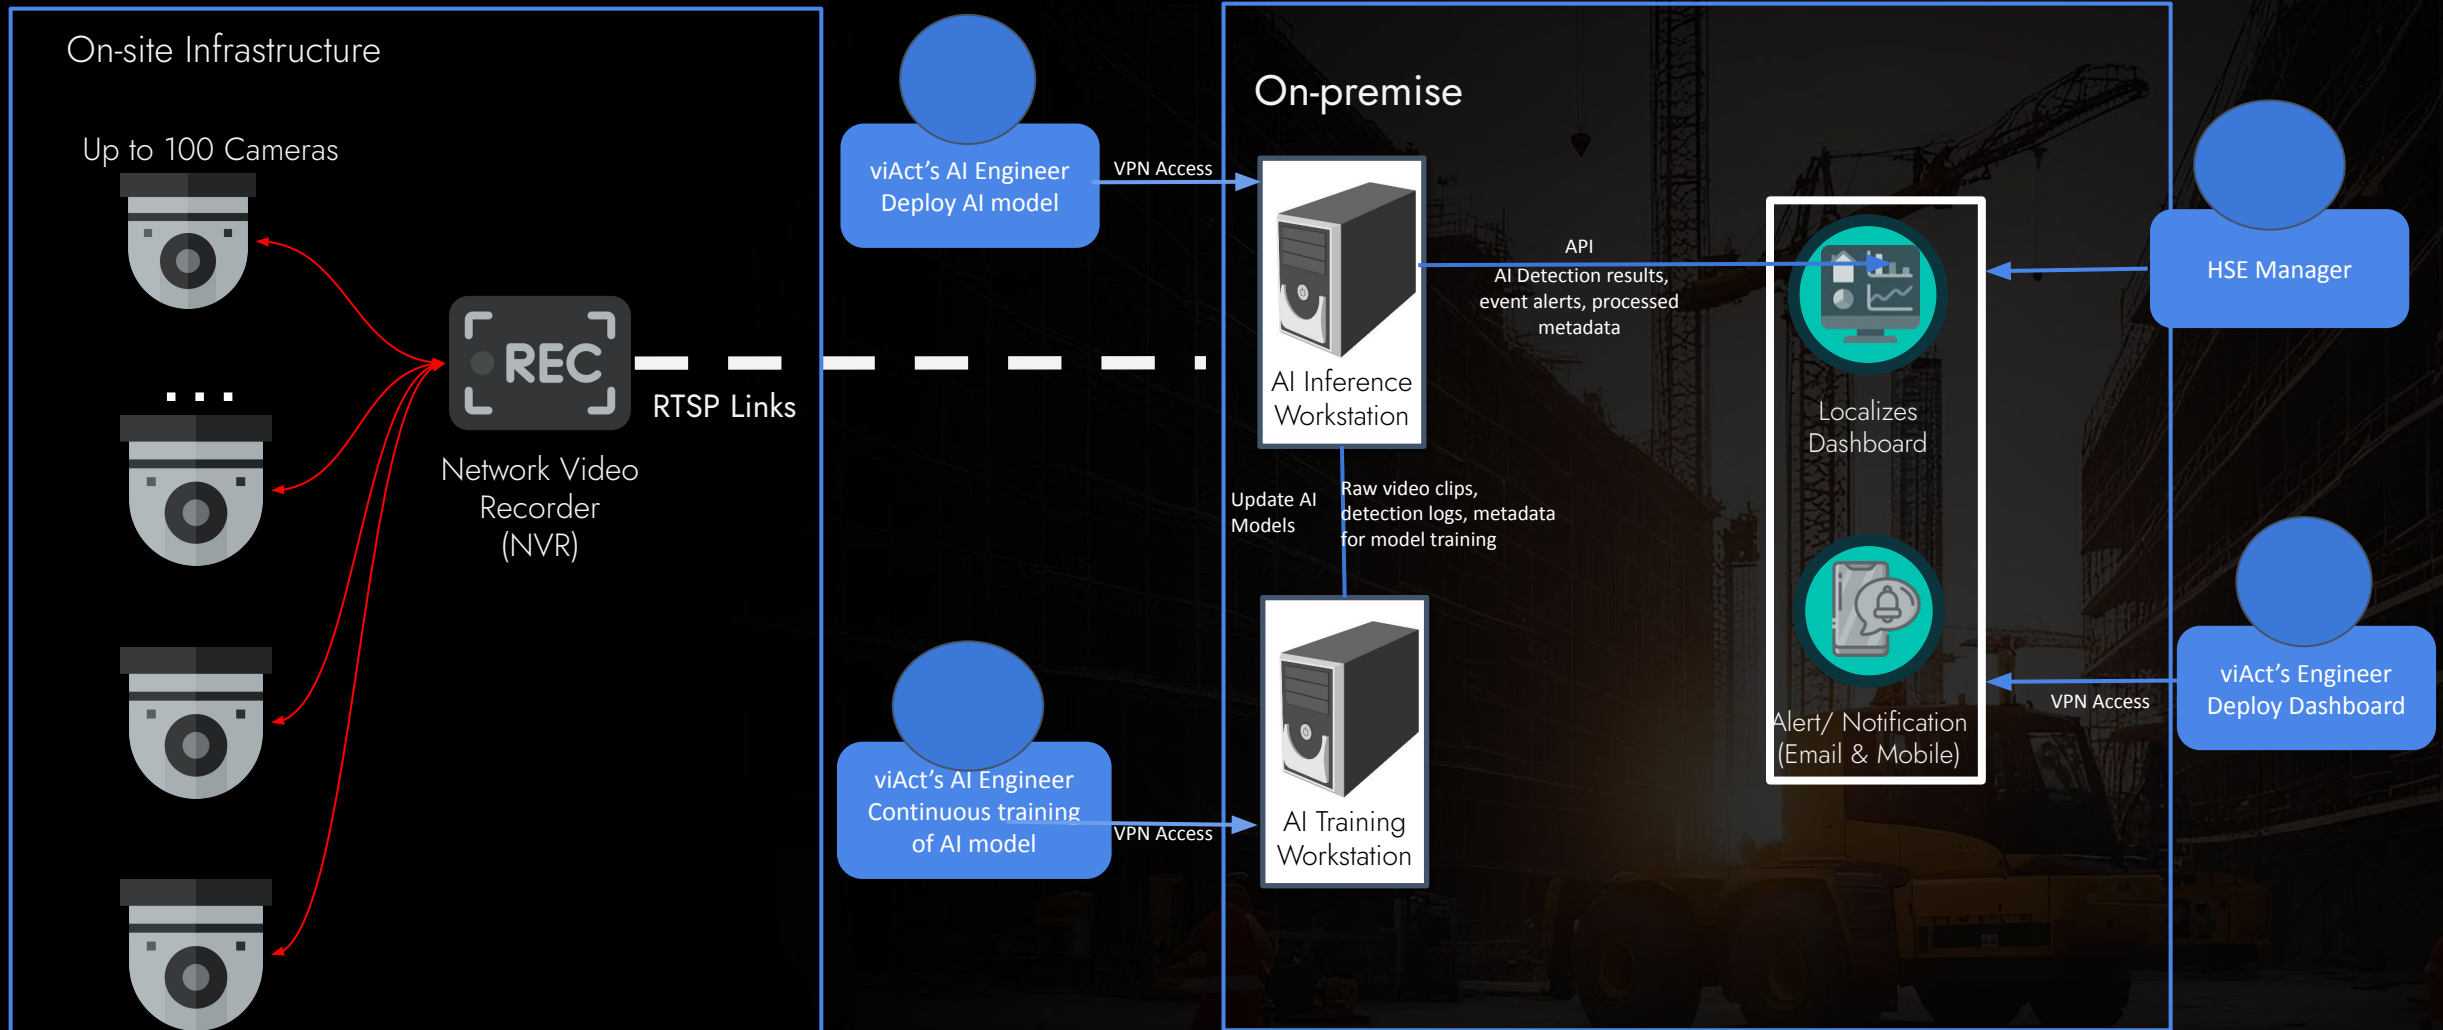 On-site Infrastructure
Up to 100 Cameras
...
REC
RTSP Links
Network Video
Recorder
(NVR)
viAct’s AI Engineer
Deploy AI model
VPN Access
viAct’s AI Engineer
Continuous training
of AI model
VPN Access
On-premise
AI Inference
Workstation
API
AI Detection results,
event alerts, processed
metadata
Update AI
Models
Raw video clips,
detection logs, metadata
for model training
AI Training
Workstation
Localizes
Dashboard
Alert/ Notification
(Email & Mobile)
HSE Manager
VPN Access
viAct’s Engineer
Deploy Dashboard